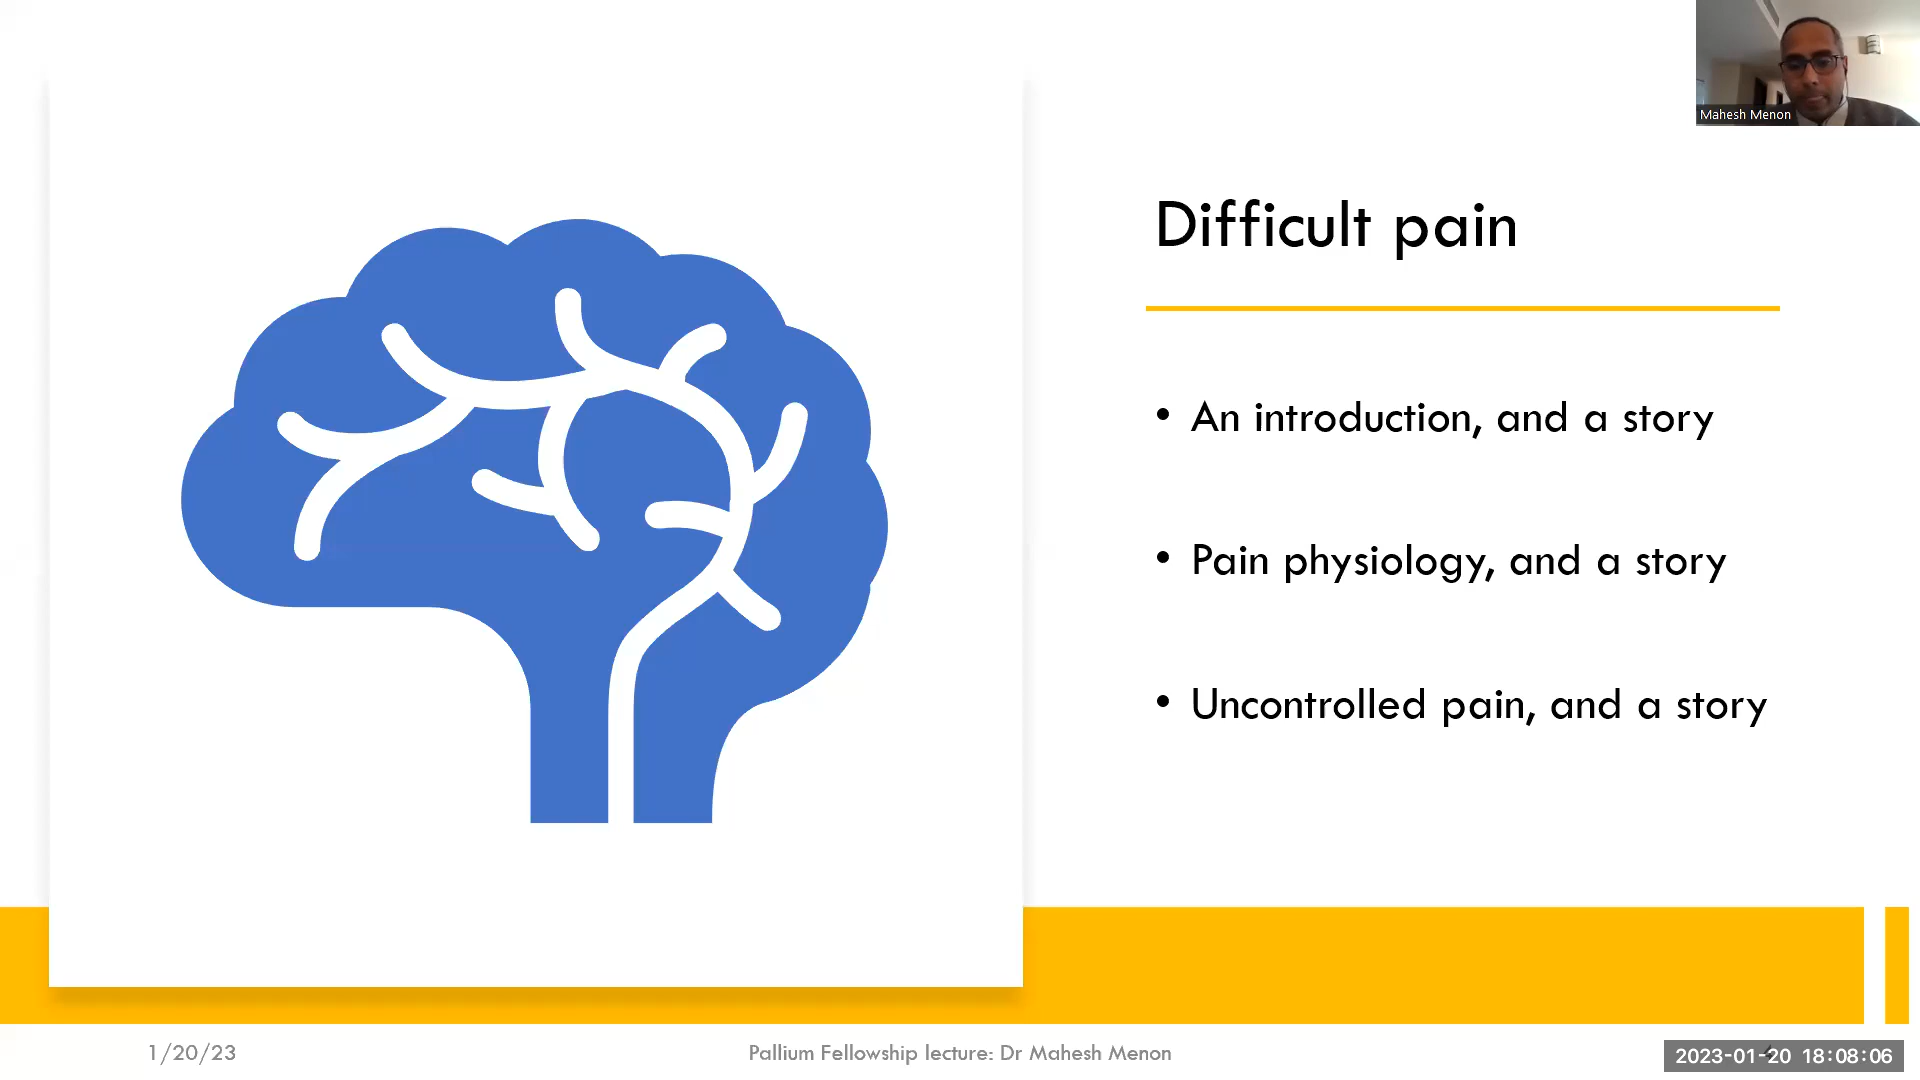 Mahesh Menon
Difficult pain
• An introduction, and a story
• Pain physiology, and a story
• Uncontrolled pain, and a story
1/20/23
Pallium Fellowship lecture: Dr Mahesh Menon
2023-01-20 18:08:06